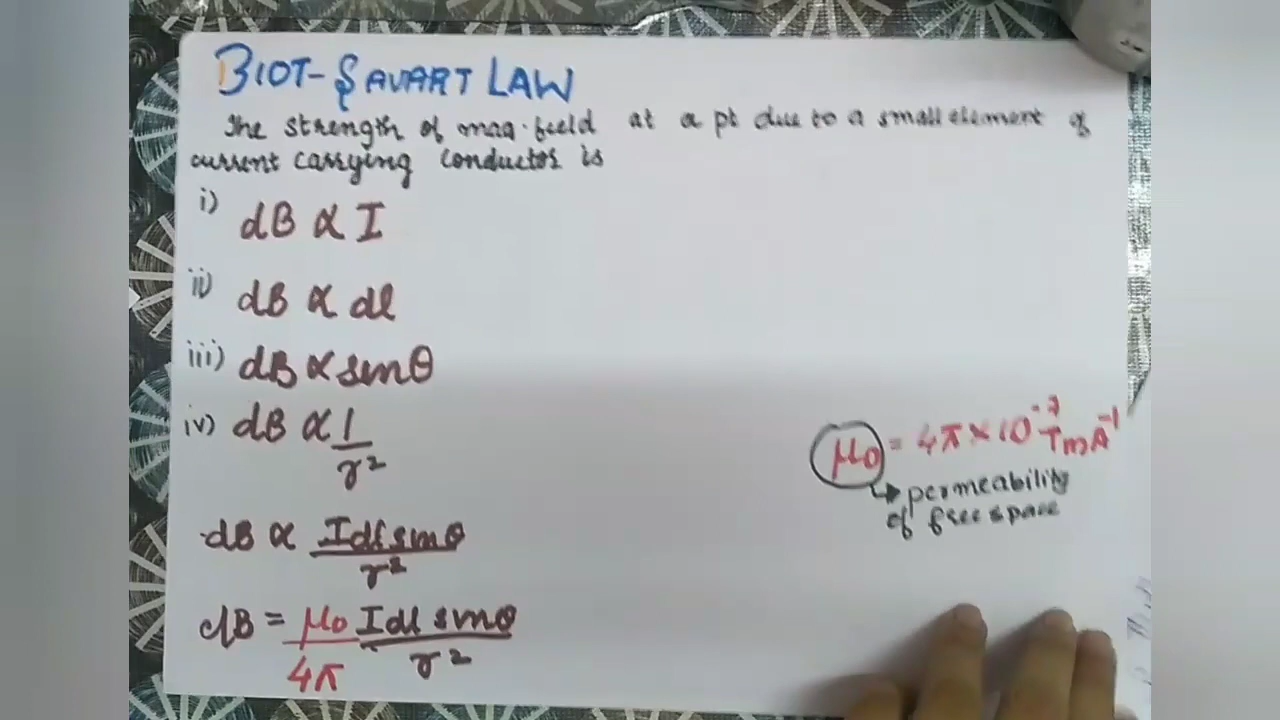 BIOT-SAVART LAW
The strength of mag. field at a pt due to a small element of
current carrying conductor is
i) dB ∝ I
ii) dB ∝ dl
iii) dB ∝ sinθ
iv) dB ∝ 1/r²
dB ∝ Idl sinθ/r²
dB = μ₀/4π Idl sinθ/r²
μ₀ = 4π × 10⁻⁷ TmA⁻¹
↳ permeability
of free space